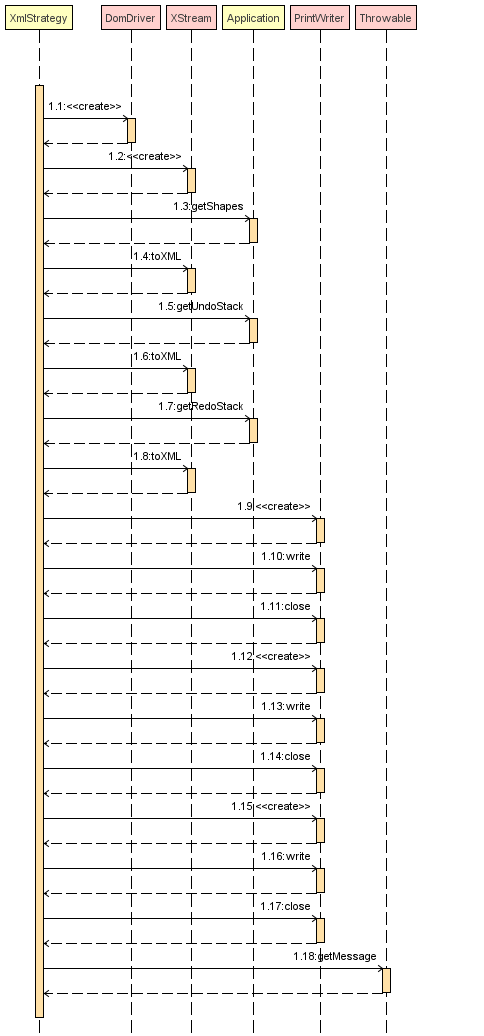 XmlStrategy DomDriver XStream Application PrintWriter Throwable
1.1:<<create>>
1.2:<<create>>
1.3:getShapes
1.4:toXML
1.5:getUndoStack
1.6:toXML
1.7:getRedoStack
1.8:toXML
1.9:<<create>>
1.10:write
1.11:close
1.12:<<create>>
1.13:write
1.14:close
1.15:<<create>>
1.16:write
1.17:close
1.18:getMessage